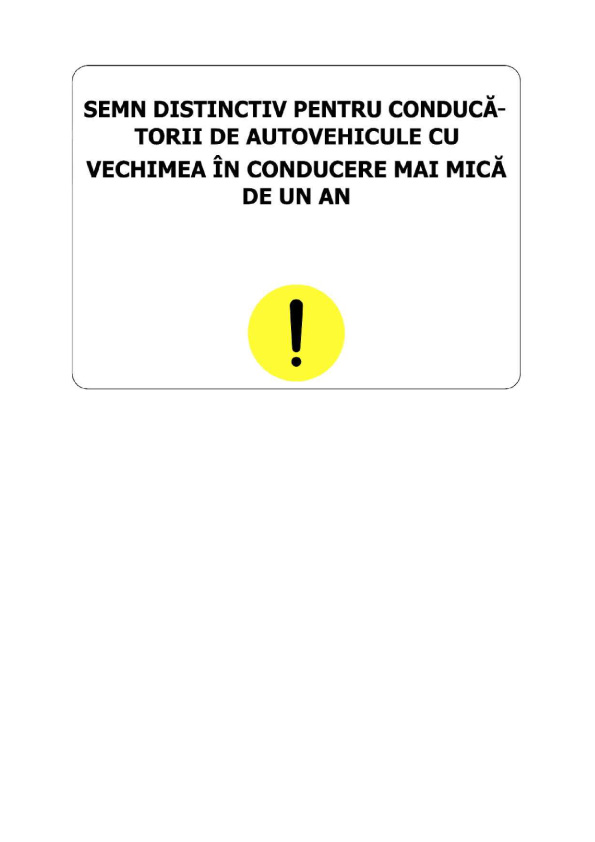 SEMN DISTINCTIV PENTRU CONDUCĂ-
TORII DE AUTOVEHICULE CU
VECHIMEA ÎN CONDUCERE MAI MICĂ
DE UN AN
!